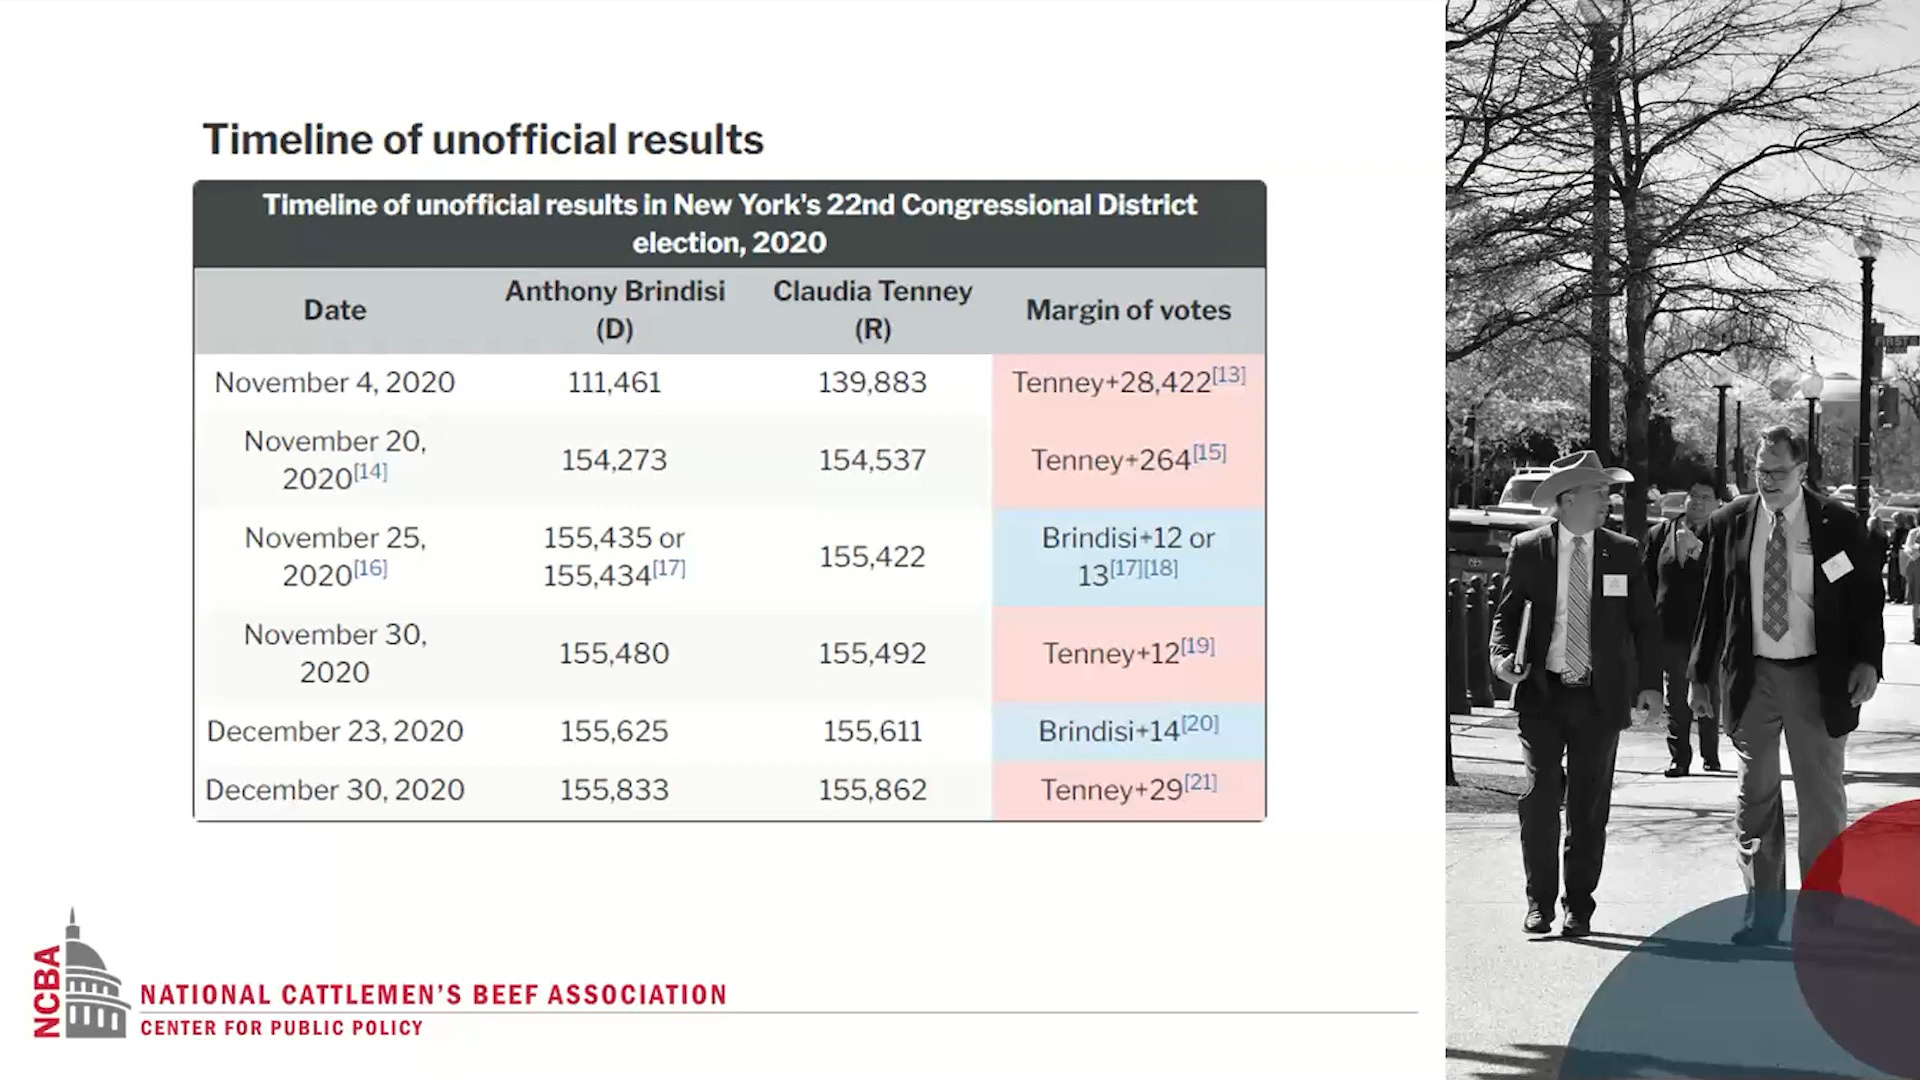 Timeline of unofficial results
Timeline of unofficial results in New York's 22nd Congressional District
election, 2020
Date
Anthony Brindisi
(D)
Claudia Tenney
(R)
Margin of votes
November 4, 2020
111,461
139,883
Tenney+28,422[13]
November 20,
2020[14]
154,273
154,537
Tenney+264[15]
November 25,
2020[16]
155,435 or
155,434[17]
155,422
Brindisi+12 or
13[17][18]
November 30,
2020
155,480
155,492
Tenney+12[19]
December 23, 2020
155,625
155,611
Brindisi+14[20]
December 30, 2020
155,833
155,862
Tenney+29[21]
NCBA
NATIONAL CATTLEMEN'S BEEF ASSOCIATION
CENTER FOR PUBLIC POLICY
FIRST